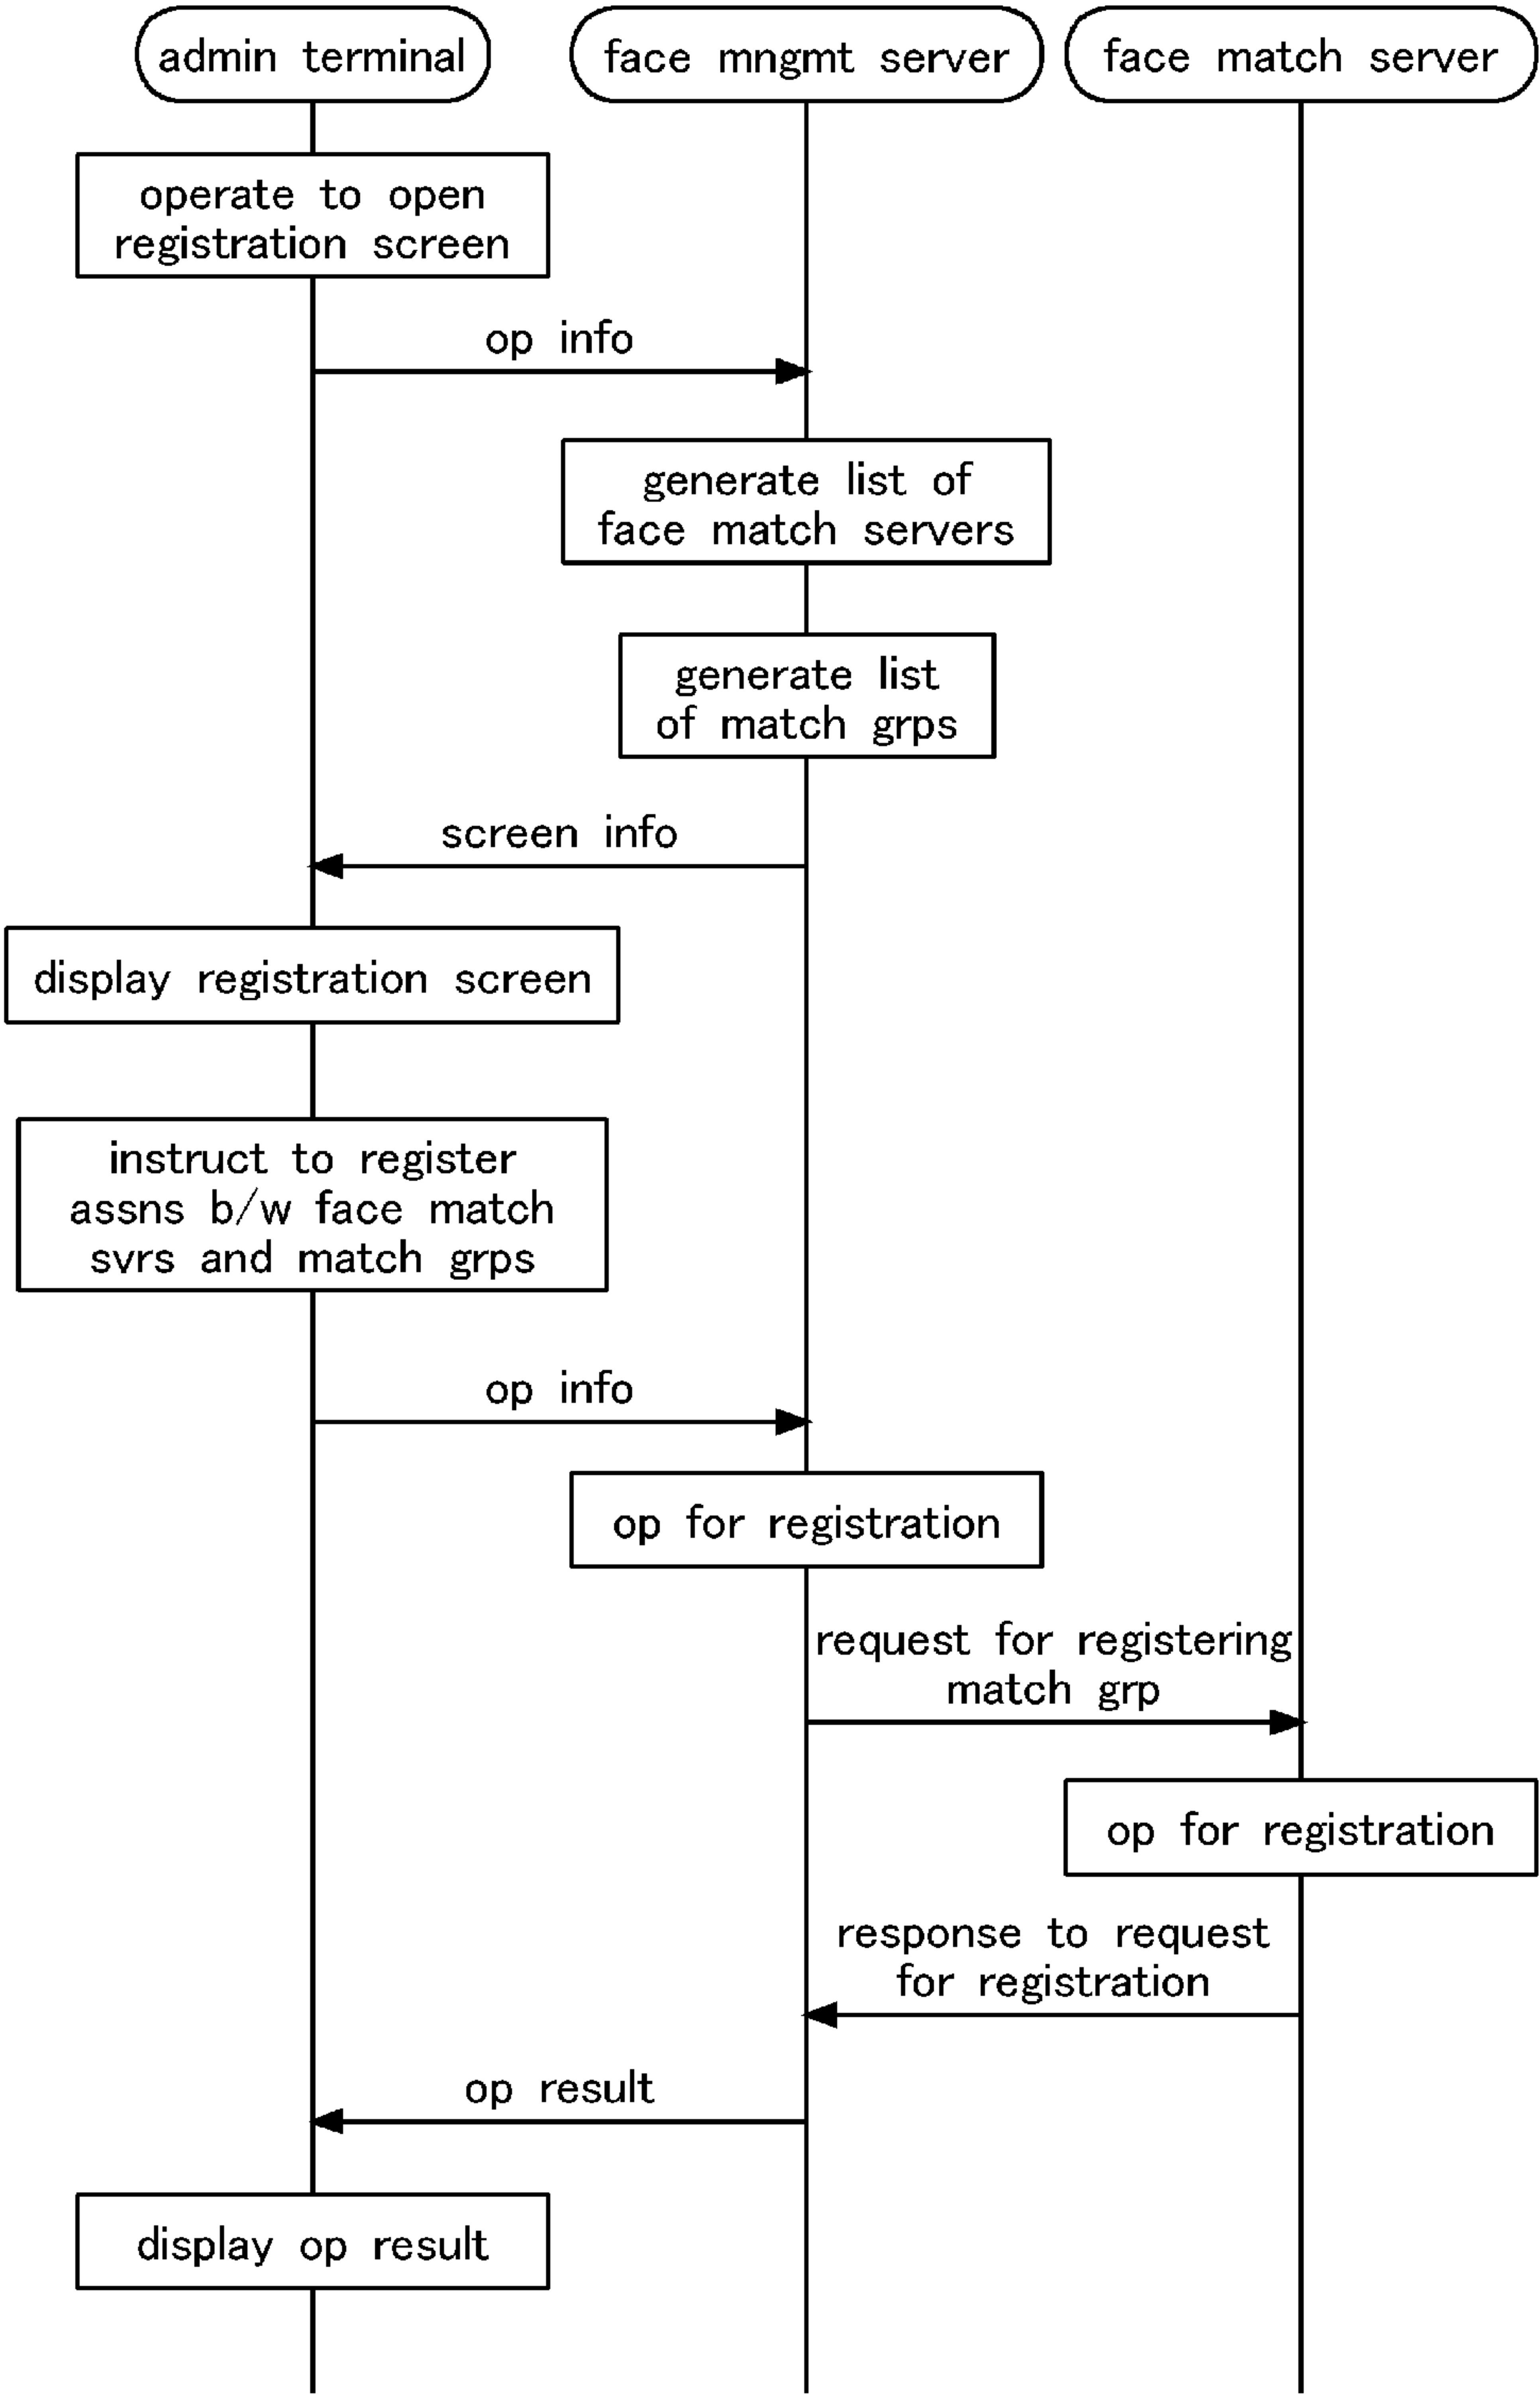 admin terminal
face mngmt server
face match server
operate to open
registration screen
op info
generate list of
face match servers
generate list
of match grps
screen info
display registration screen
instruct to register
assns b/w face match
svrs and match grps
op info
op for registration
request for registering
match grp
op for registration
response to request
for registration
op result
display op result